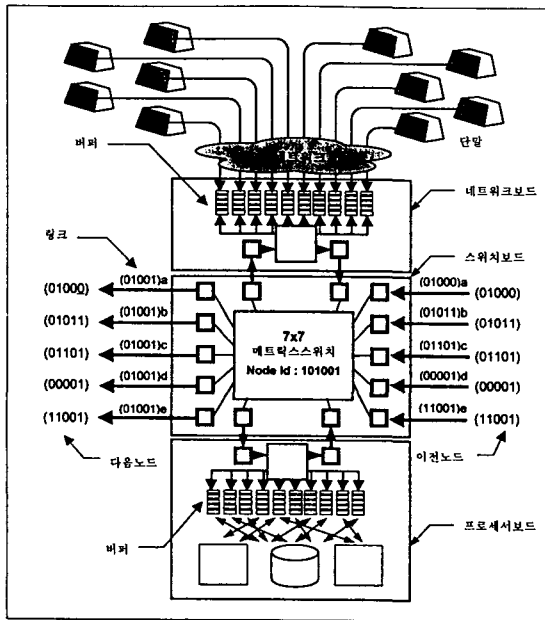 단말
버퍼
네트워크보드
링크
스위치보드
(01000)
(01001)a
(01011)
(01001)b
(01101)
(01001)c
(00001)
(01001)d
(11001)
(01001)e
7x7
메트릭스스위치
Node Id : 101001
(01000)a
(01000)
(01011)b
(01011)
(01101)c
(01101)
(00001)d
(00001)
(11001)e
(11001)
다음노드
이전노드
버퍼
프로세서보드